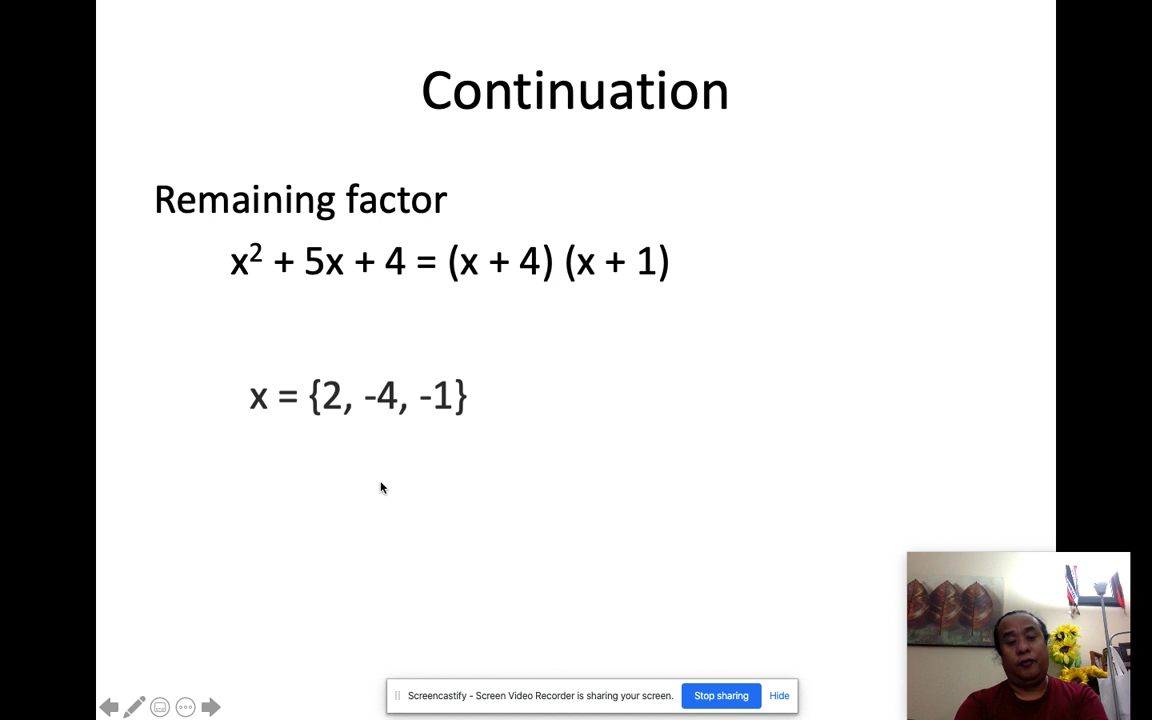 Continuation
Remaining factor
x² + 5x + 4 = (x + 4) (x + 1)
x = {2, -4, -1}
Screencastify - Screen Video Recorder is sharing your screen. Stop sharing Hide